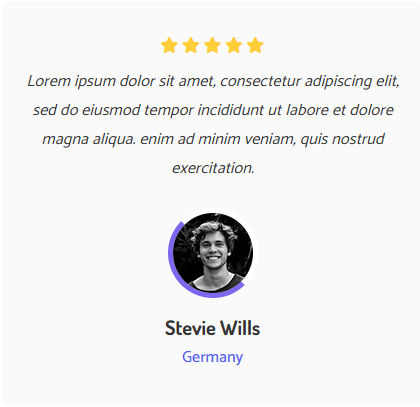 Lorem ipsum dolor sit amet, consectetur adipiscing elit,
sed do eiusmod tempor incididunt ut labore et dolore
magna aliqua. enim ad minim veniam, quis nostrud
exercitation.
Stevie Wills
Germany